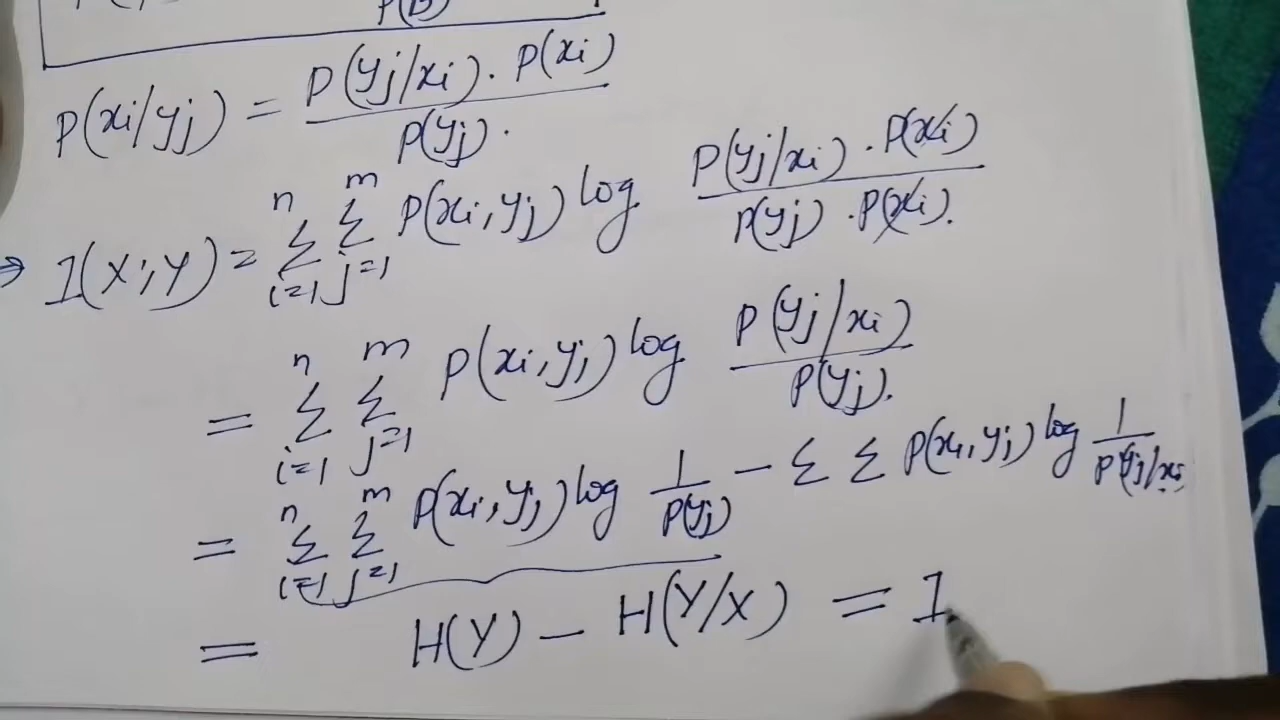 P(B)
P(xi/yj) = P(yj/xi) . P(xi) / P(yj) .
⇒ I(X;Y) = n Σ i=1 m Σ j=1 P(xi, yj) log P(yj/xi) . P(xi) / P(yj) . P(xi).
= n Σ i=1 m Σ j=1 P(xi, yj) log P(yj/xi) / P(yj).
= n Σ i=1 m Σ j=1 P(xi, yj) log 1 / P(yj) − Σ Σ P(xi, yj) log 1 / P(yj/xi)
= H(Y) − H(Y/X) = I